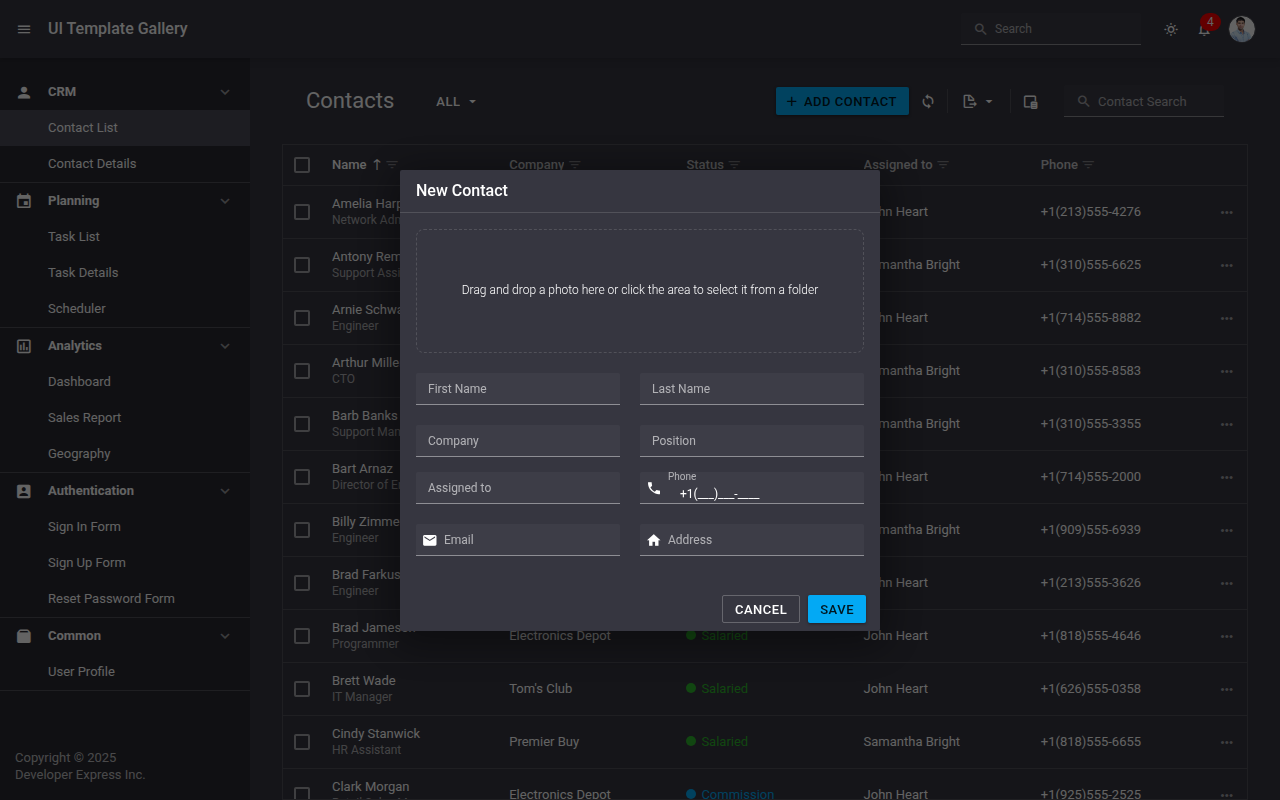 UI Template Gallery
Search
4
CRM
Contact List
Contact Details
Planning
Task List
Task Details
Scheduler
Analytics
Dashboard
Sales Report
Geography
Authentication
Sign In Form
Sign Up Form
Reset Password Form
Common
User Profile
Copyright © 2025
Developer Express Inc.
Contacts
ALL
ADD CONTACT
Contact Search
Name
Company
Status
Assigned to
Phone
Amelia Harp
Network Adm
hn Heart
+1(213)555-4276
Antony Rem
Support Assi
mantha Bright
+1(310)555-6625
Arnie Schwa
Engineer
hn Heart
+1(714)555-8882
Arthur Mille
CTO
mantha Bright
+1(310)555-8583
Barb Banks
Support Man
mantha Bright
+1(310)555-3355
Bart Arnaz
Director of En
hn Heart
+1(714)555-2000
Billy Zimme
Engineer
mantha Bright
+1(909)555-6939
Brad Farkus
Engineer
hn Heart
+1(213)555-3626
Brad Jameson
Programmer
Electronics Depot
Salaried
John Heart
+1(818)555-4646
Brett Wade
IT Manager
Tom's Club
Salaried
John Heart
+1(626)555-0358
Cindy Stanwick
HR Assistant
Premier Buy
Salaried
Samantha Bright
+1(818)555-6655
Clark Morgan
Electronics Depot
Commission
John Heart
+1(925)555-2525
New Contact
Drag and drop a photo here or click the area to select it from a folder
First Name
Last Name
Company
Position
Assigned to
Phone
+1(___)___-____
Email
Address
CANCEL
SAVE